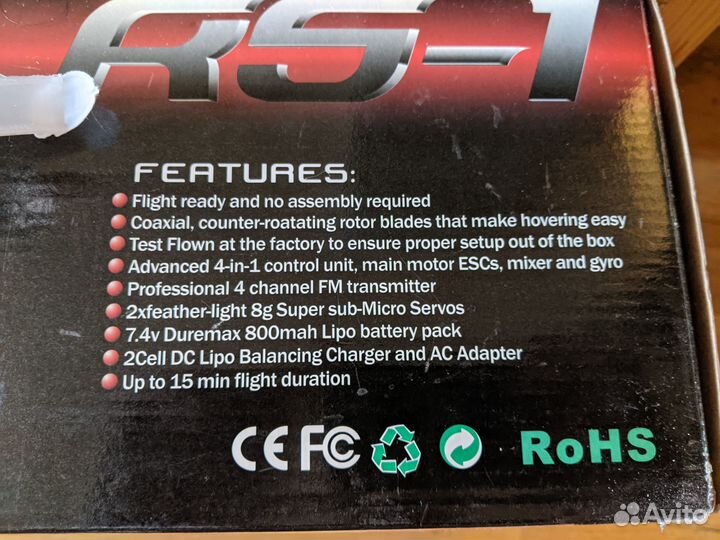 RS-1
FEATURES:
Flight ready and no assembly required
Coaxial, counter-roatating rotor blades that make hovering easy
Test Flown at the factory to ensure proper setup out of the box
Advanced 4-in-1 control unit, main motor ESCs, mixer and gyro
Professional 4 channel FM transmitter
2xfeather-light 8g Super sub-Micro Servos
7.4v Duremax 800mah Lipo battery pack
2Cell DC Lipo Balancing Charger and AC Adapter
Up to 15 min flight duration
CE FC RoHS
Avito